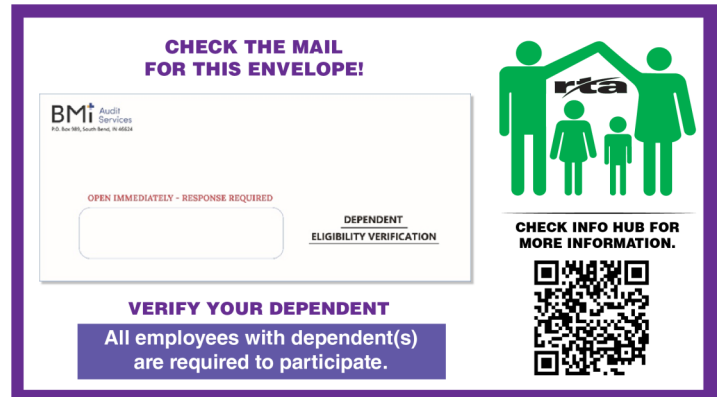 CHECK THE MAIL
FOR THIS ENVELOPE!
BMi Audit
Services
P.O. Box 989, South Bend, IN 46624
OPEN IMMEDIATELY - RESPONSE REQUIRED
DEPENDENT
ELIGIBILITY VERIFICATION
VERIFY YOUR DEPENDENT
All employees with dependent(s)
are required to participate.
rta
CHECK INFO HUB FOR
MORE INFORMATION.